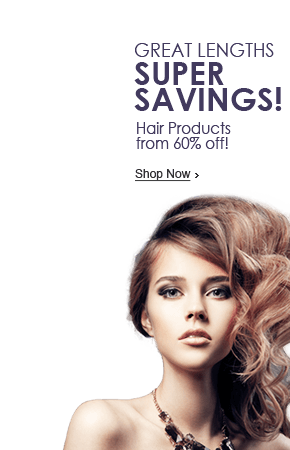 GREAT LENGTHS
SUPER
SAVINGS!
Hair Products
from 60% off!
Shop Now ›